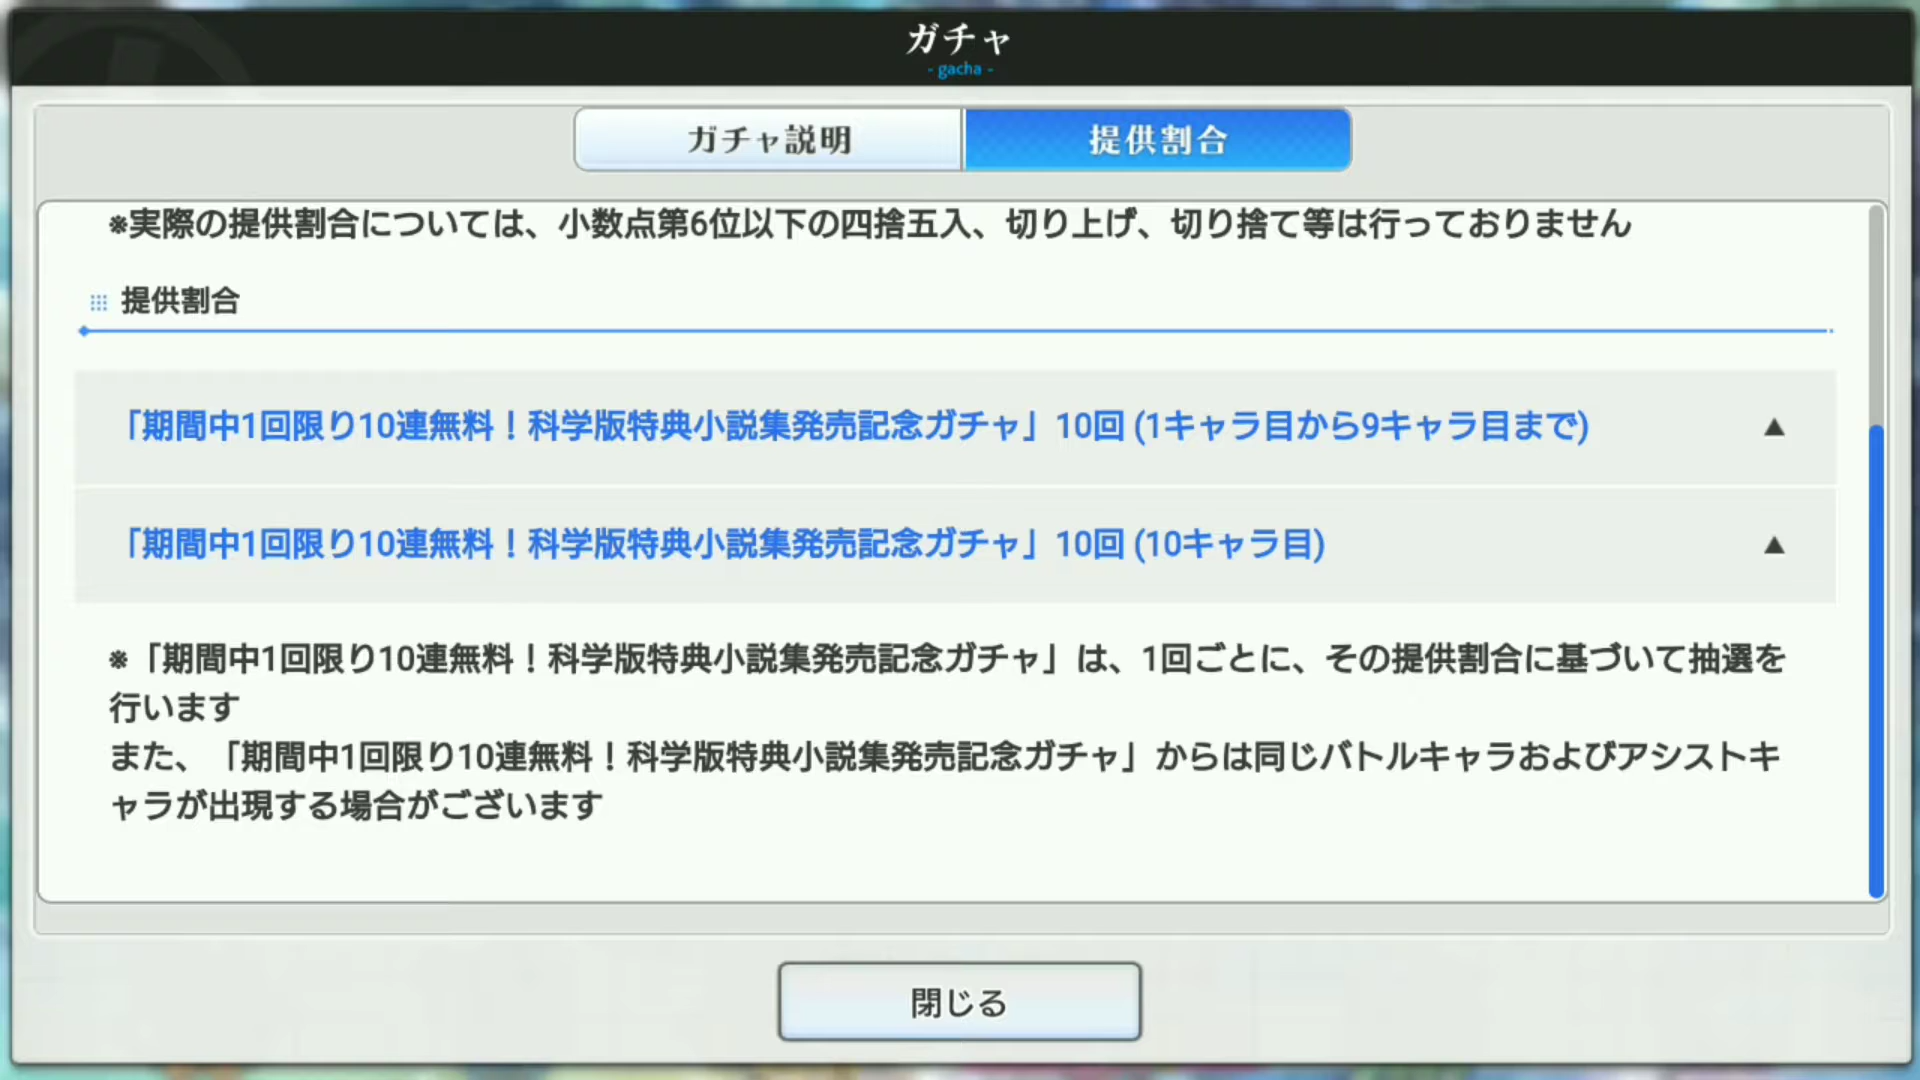 ガチャ
- gacha -
ガチャ説明
提供割合
※実際の提供割合については、小数点第6位以下の四捨五入、切り上げ、切り捨て等は行っておりません
提供割合
「期間中1回限り10連無料！科学版特典小説集発売記念ガチャ」10回 (1キャラ目から9キャラ目まで)
▲
「期間中1回限り10連無料！科学版特典小説集発売記念ガチャ」10回 (10キャラ目)
▲
※「期間中1回限り10連無料！科学版特典小説集発売記念ガチャ」は、1回ごとに、その提供割合に基づいて抽選を
行います
また、「期間中1回限り10連無料！科学版特典小説集発売記念ガチャ」からは同じバトルキャラおよびアシストキ
ャラが出現する場合がございます
閉じる